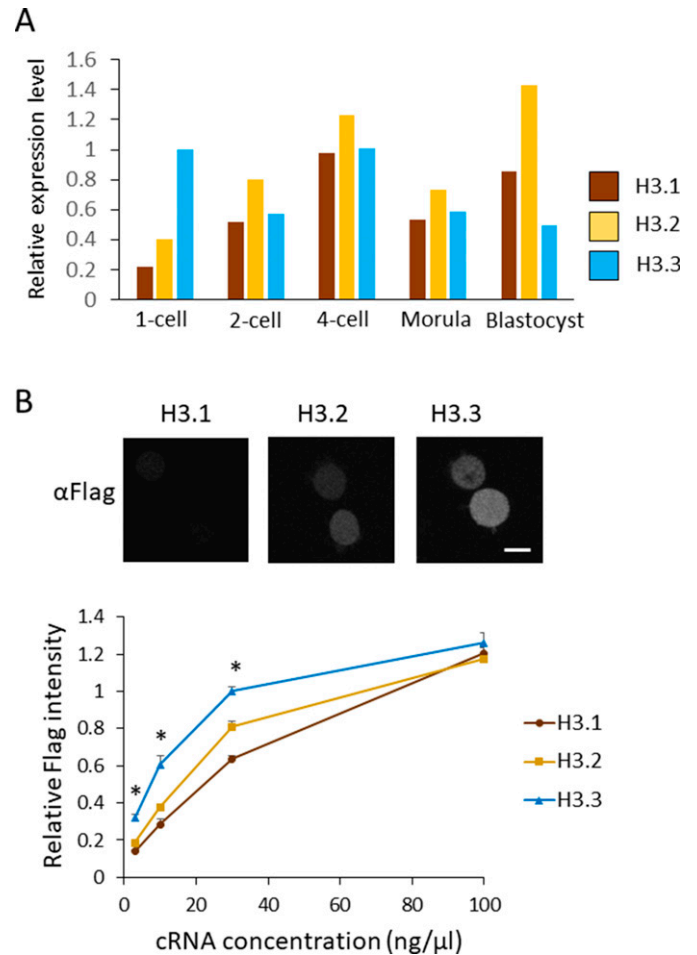 A
Relative expression level
1.6
1.4
1.2
1
0.8
0.6
0.4
0.2
0
1-cell 2-cell 4-cell Morula Blastocyst
H3.1
H3.2
H3.3
B
H3.1 H3.2 H3.3
αFlag
Relative Flag intensity
1.4
1.2
1
0.8
0.6
0.4
0.2
0
* * *
0 20 40 60 80 100
cRNA concentration (ng/μl)
H3.1
H3.2
H3.3